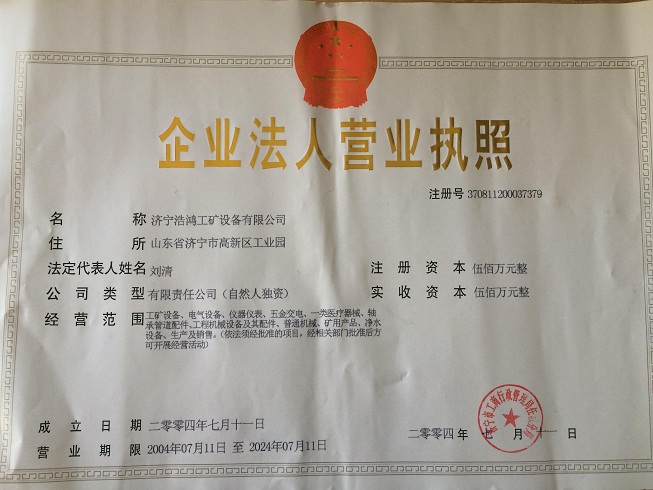 企业法人营业执照
注册号 370811200037379
名 称 济宁浩鸿工矿设备有限公司
住 所 山东省济宁市高新区工业园
法定代表人姓名 刘清
注 册 资 本 伍佰万元整
公 司 类 型 有限责任公司（自然人独资）
实 收 资 本 伍佰万元整
经 营 范 围 工矿设备、电气设备、仪器仪表、五金交电、一类医疗器械、轴
承管道配件、工程机械设备及其配件、普通机械、矿用产品、净水
设备、生产及销售。（依法须经批准的项目，经相关部门批准后方
可开展经营活动）
成 立 日 期 二零零四年七月十一日
二零零四 年 七 月 十一 日
营 业 期 限 2004年07月11日 至 2024年07月11日